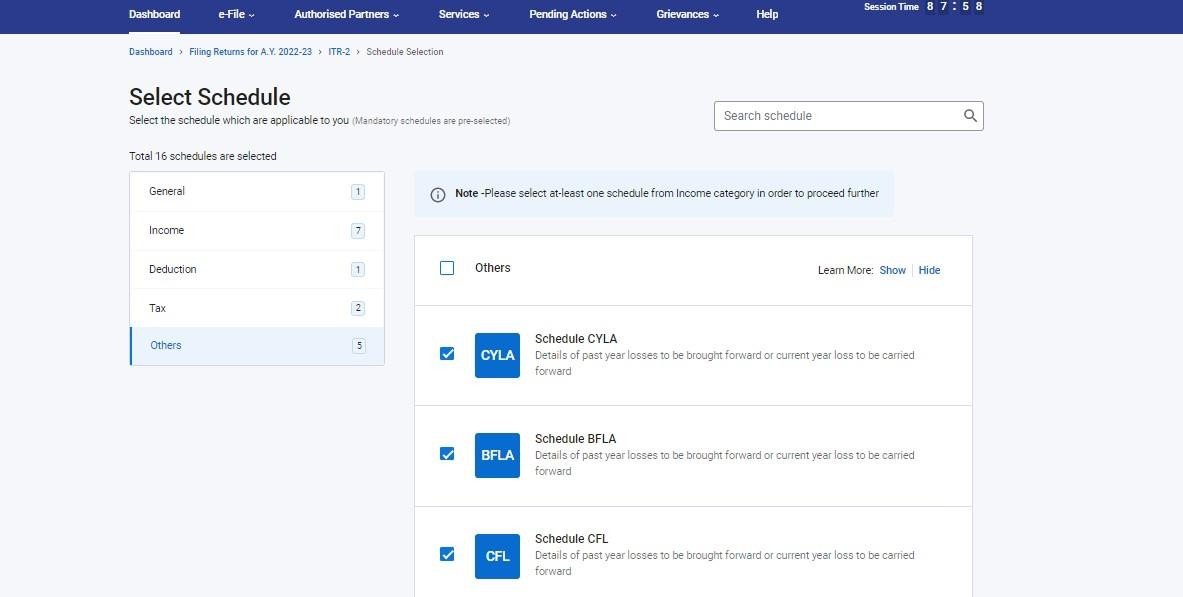 Dashboard e-File Authorised Partners Services Pending Actions Grievances Help Session Time 8 7 : 5 8
Dashboard > Filing Returns for A.Y. 2022-23 > ITR-2 > Schedule Selection
Select Schedule
Select the schedule which are applicable to you (Mandatory schedules are pre-selected)
Search schedule
Total 16 schedules are selected
General 1
Income 7
Deduction 1
Tax 2
Others 5
Note -Please select at-least one schedule from Income category in order to proceed further
Others Learn More: Show | Hide
CYLA
Schedule CYLA
Details of past year losses to be brought forward or current year loss to be carried
forward
BFLA
Schedule BFLA
Details of past year losses to be brought forward or current year loss to be carried
forward
CFL
Schedule CFL
Details of past year losses to be brought forward or current year loss to be carried
forward